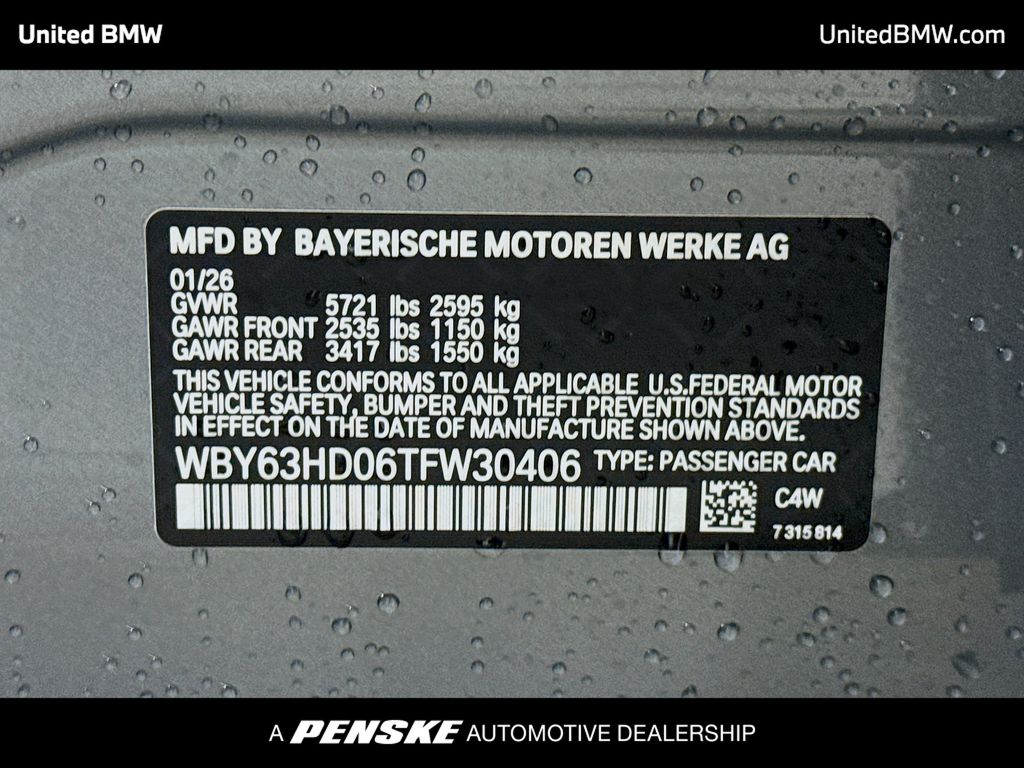 United BMW
UnitedBMW.com
MFD BY BAYERISCHE MOTOREN WERKE AG
01/26
GVWR 5721 lbs 2595 kg
GAWR FRONT 2535 lbs 1150 kg
GAWR REAR 3417 lbs 1550 kg
THIS VEHICLE CONFORMS TO ALL APPLICABLE U.S.FEDERAL MOTOR
VEHICLE SAFETY, BUMPER AND THEFT PREVENTION STANDARDS
IN EFFECT ON THE DATE OF MANUFACTURE SHOWN ABOVE.
WBY63HD06TFW30406 TYPE: PASSENGER CAR
C4W
7 315 814
A PENSKE AUTOMOTIVE DEALERSHIP